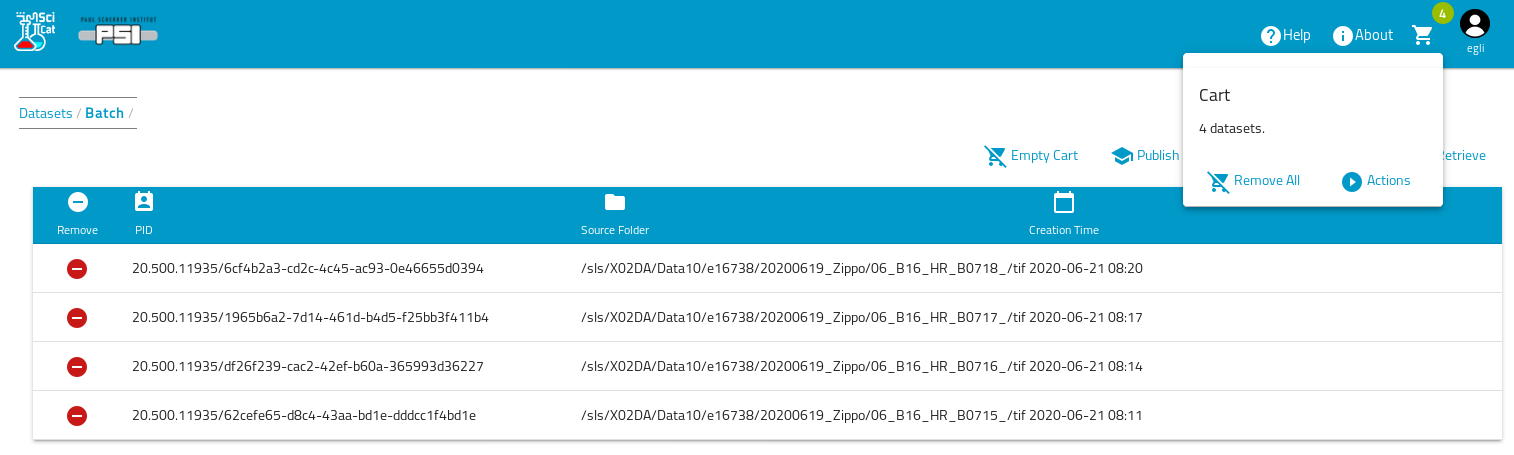 Sci
Cat
PAUL SCHERRER INSTITUT
PSI
Help
About
4
egli
Cart
4 datasets.
Remove All
Actions
Datasets / Batch /
Empty Cart
Publish
Retrieve
Remove
PID
Source Folder
Creation Time
20.500.11935/6cf4b2a3-cd2c-4c45-ac93-0e46655d0394 /sls/X02DA/Data10/e16738/20200619_Zippo/06_B16_HR_B0718_/tif 2020-06-21 08:20
20.500.11935/1965b6a2-7d14-461d-b4d5-f25bb3f411b4 /sls/X02DA/Data10/e16738/20200619_Zippo/06_B16_HR_B0717_/tif 2020-06-21 08:17
20.500.11935/df26f239-cac2-42ef-b60a-365993d36227 /sls/X02DA/Data10/e16738/20200619_Zippo/06_B16_HR_B0716_/tif 2020-06-21 08:14
20.500.11935/62cefe65-d8c4-43aa-bd1e-dddcc1f4bd1e /sls/X02DA/Data10/e16738/20200619_Zippo/06_B16_HR_B0715_/tif 2020-06-21 08:11